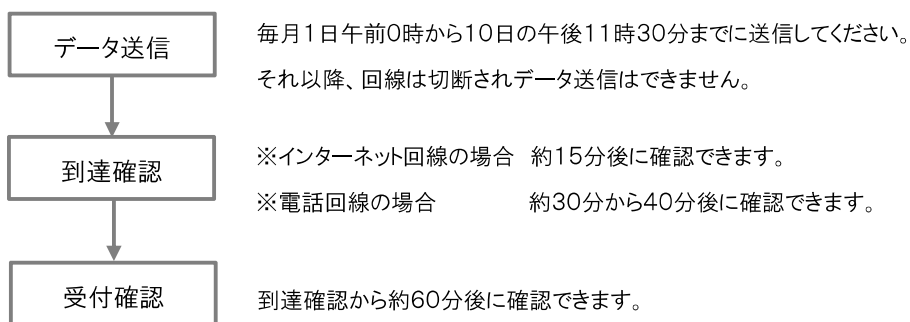 データ送信
毎月1日午前0時から10日の午後11時30分までに送信してください。
それ以降、回線は切断されデータ送信はできません。
到達確認
※インターネット回線の場合 約15分後に確認できます。
※電話回線の場合 約30分から40分後に確認できます。
受付確認
到達確認から約60分後に確認できます。